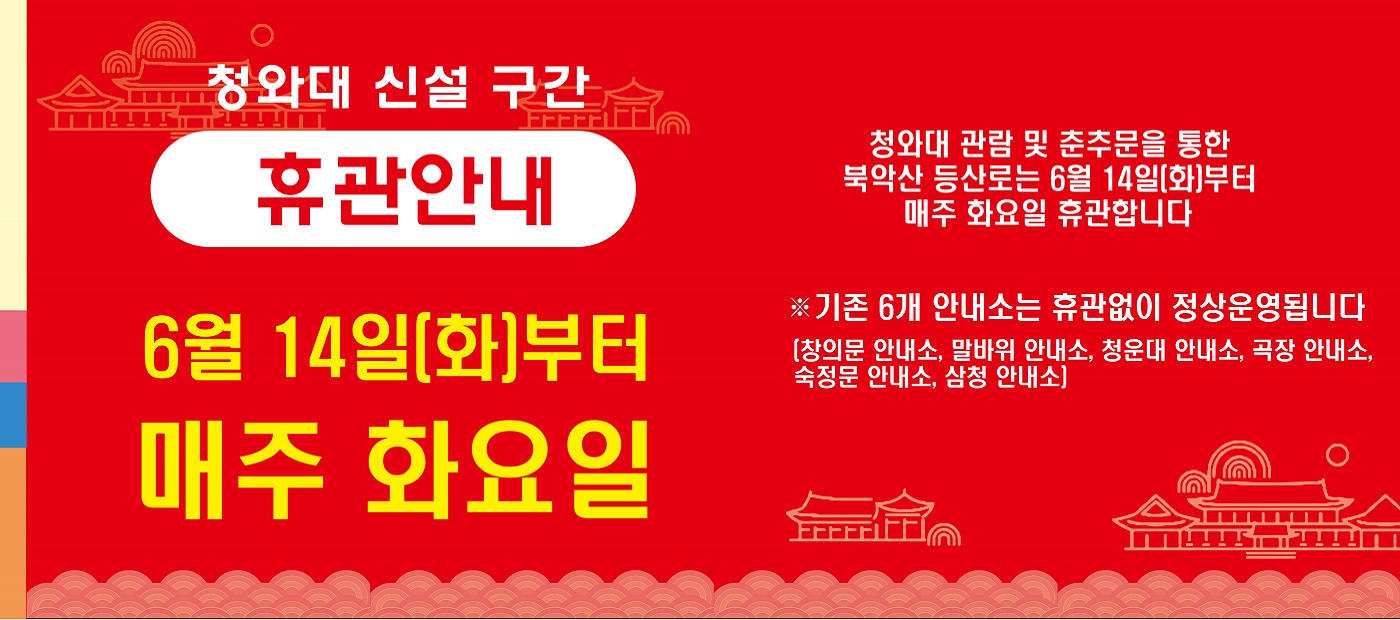 청와대 신설 구간
휴관안내
6월 14일(화)부터
매주 화요일
청와대 관람 및 춘추문을 통한
북악산 등산로는 6월 14일(화)부터
매주 화요일 휴관합니다
※기존 6개 안내소는 휴관없이 정상운영됩니다
(창의문 안내소, 말바위 안내소, 청운대 안내소, 곡장 안내소,
숙정문 안내소, 삼청 안내소)